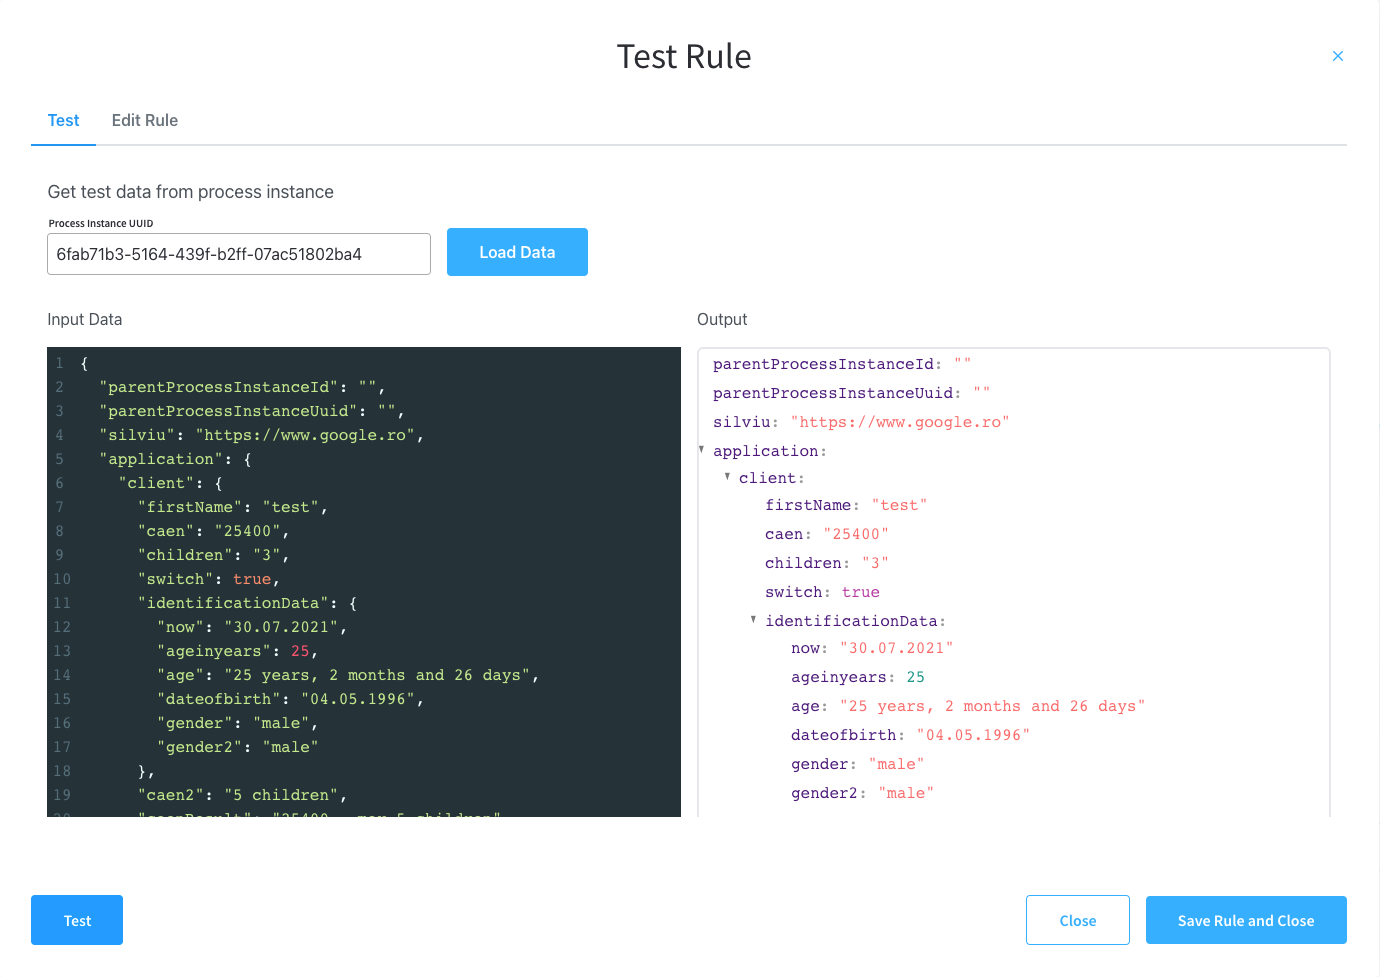 Test Rule
×
Test
Edit Rule
Get test data from process instance
Process Instance UUID
6fab71b3-5164-439f-b2ff-07ac51802ba4
Load Data
Input Data
1 {
2 "parentProcessInstanceId": "",
3 "parentProcessInstanceUuid": "",
4 "silviu": "https://www.google.ro",
5 "application": {
6 "client": {
7 "firstName": "test",
8 "caen": "25400",
9 "children": "3",
10 "switch": true,
11 "identificationData": {
12 "now": "30.07.2021",
13 "ageinyears": 25,
14 "age": "25 years, 2 months and 26 days",
15 "dateofbirth": "04.05.1996",
16 "gender": "male",
17 "gender2": "male"
18 },
19 "caen2": "5 children",
Output
parentProcessInstanceId: ""
parentProcessInstanceUuid: ""
silviu: "https://www.google.ro"
application:
client:
firstName: "test"
caen: "25400"
children: "3"
switch: true
identificationData:
now: "30.07.2021"
ageinyears: 25
age: "25 years, 2 months and 26 days"
dateofbirth: "04.05.1996"
gender: "male"
gender2: "male"
Test
Close
Save Rule and Close